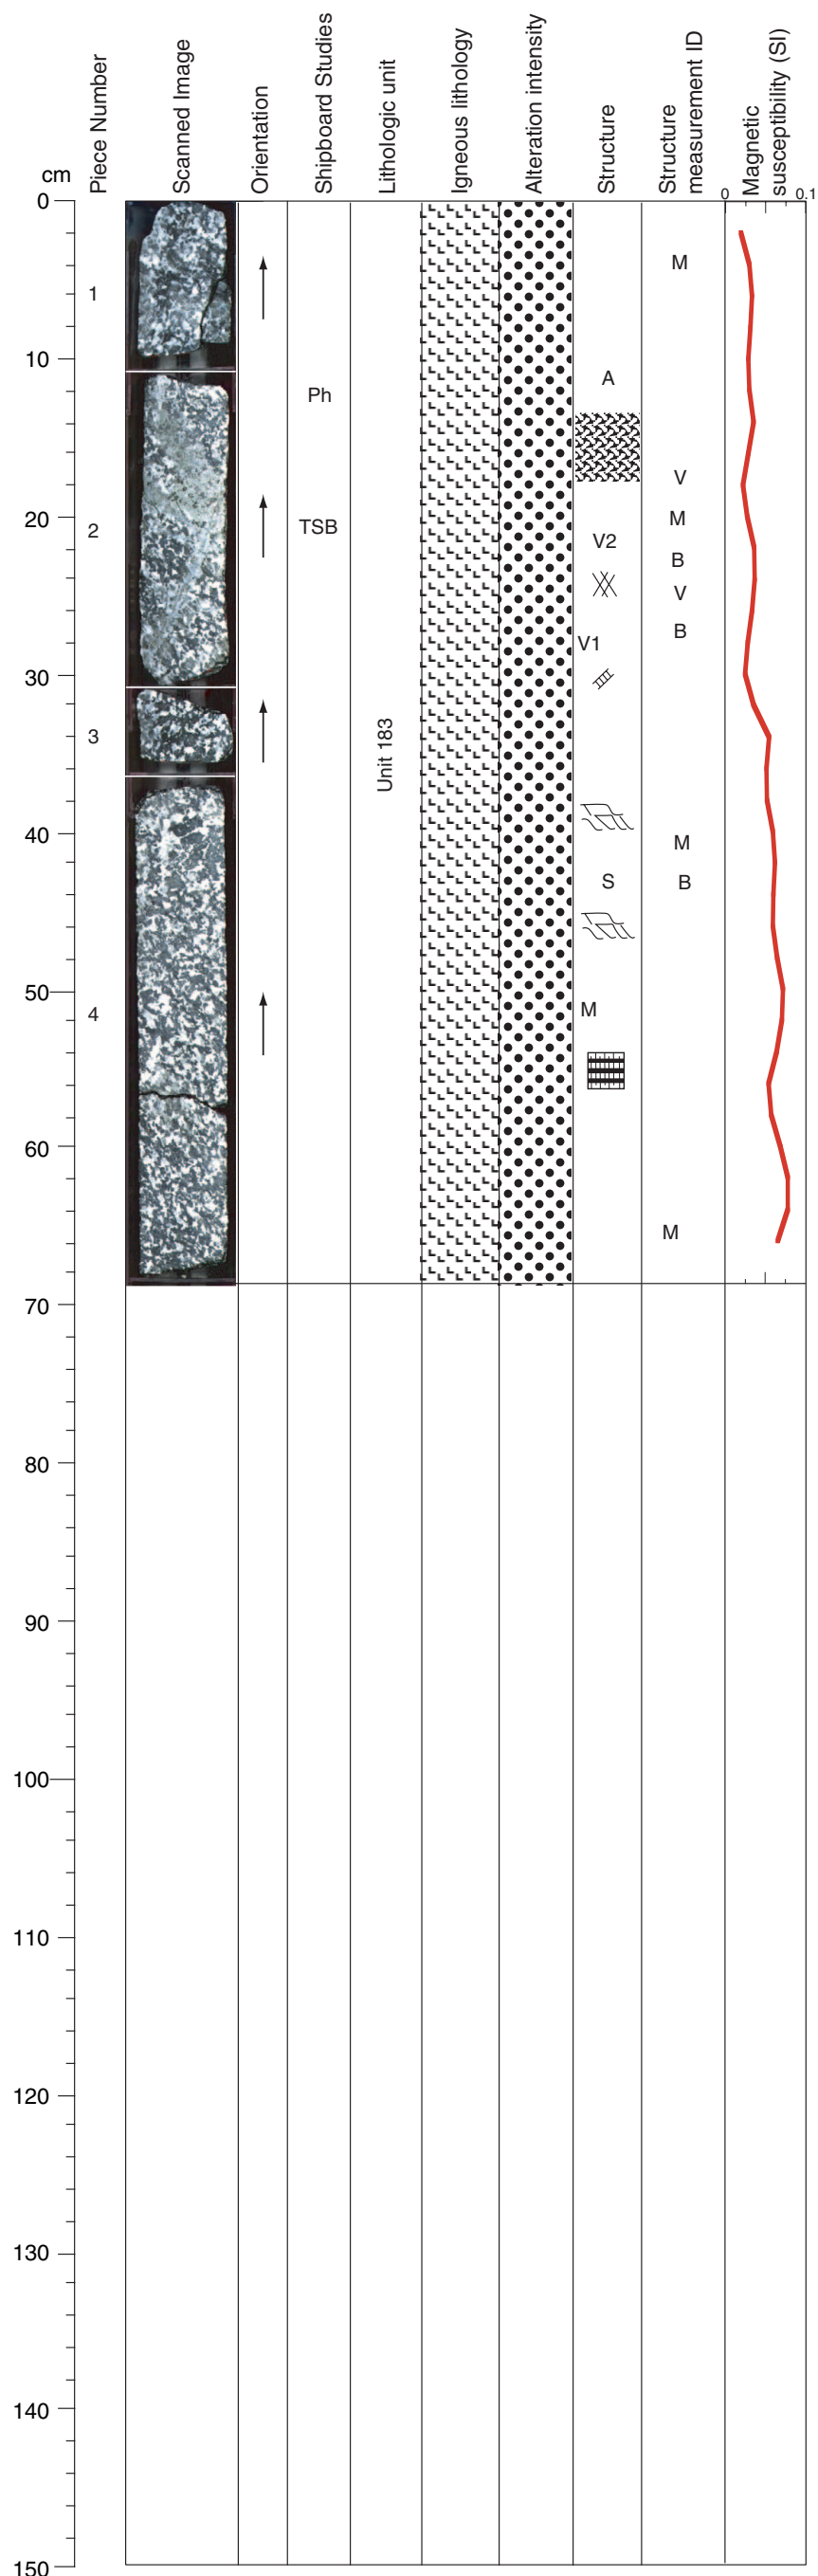 cm
Piece Number
Scanned Image
Orientation
Shipboard Studies
Lithologic unit
Igneous lithology
Alteration intensity
Structure
Structure
measurement ID
Magnetic
susceptibility (SI)
0
0.1
0
10
20
30
40
50
60
70
80
90
100
110
120
130
140
150
1
2
3
4
Ph
TSB
Unit 183
A
V2
V1
S
M
M
V
M
B
V
B
M
B
M